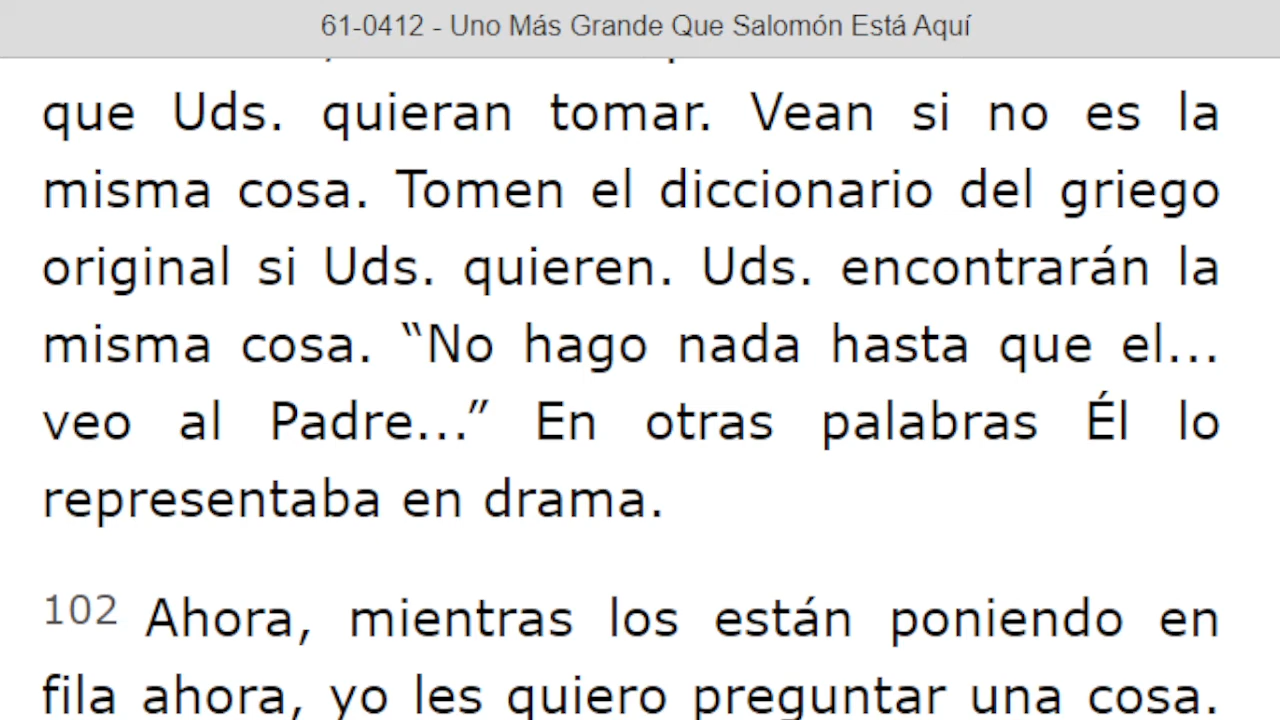 61-0412 - Uno Más Grande Que Salomón Está Aquí
que Uds. quieran tomar. Vean si no es la
misma cosa. Tomen el diccionario del griego
original si Uds. quieren. Uds. encontrarán la
misma cosa. “No hago nada hasta que el...
veo al Padre...” En otras palabras Él lo
representaba en drama.
102 Ahora, mientras los están poniendo en
fila ahora, yo les quiero preguntar una cosa.